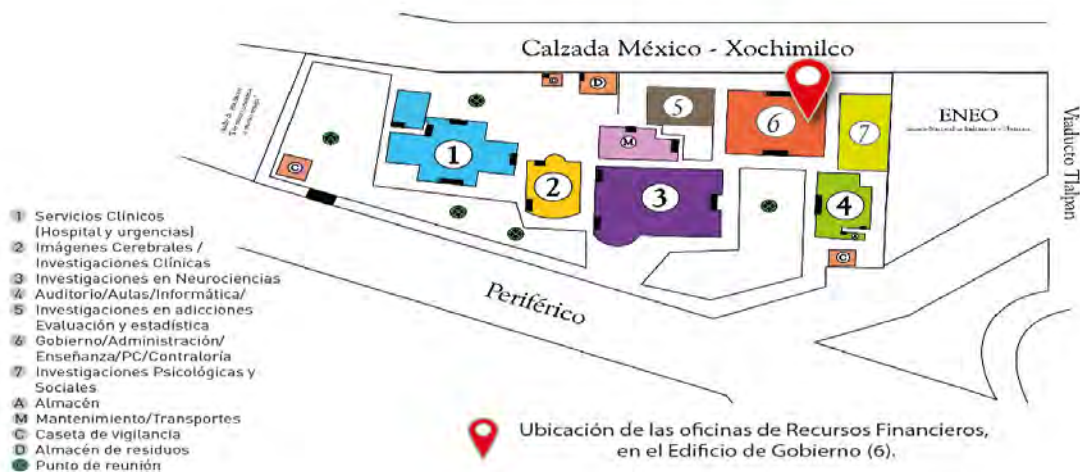 Calzada México - Xochimilco
ENEO
Viaducto Tlalpan
Periférico
1
2
3
4
5
6
7
M
D
C
C
1 Servicios Clínicos
(Hospital y urgencias)
2 Imágenes Cerebrales /
Investigaciones Clínicas
3 Investigaciones en Neurociencias
4 Auditorio/Aulas/Informática/
5 Investigaciones en adicciones
Evaluación y estadística
6 Gobierno/Administración/
Enseñanza/PC/Contraloría
7 Investigaciones Psicológicas y
Sociales
A Almacén
M Mantenimiento/Transportes
C Caseta de vigilancia
D Almacén de residuos
Punto de reunión
Ubicación de las oficinas de Recursos Financieros,
en el Edificio de Gobierno (6).